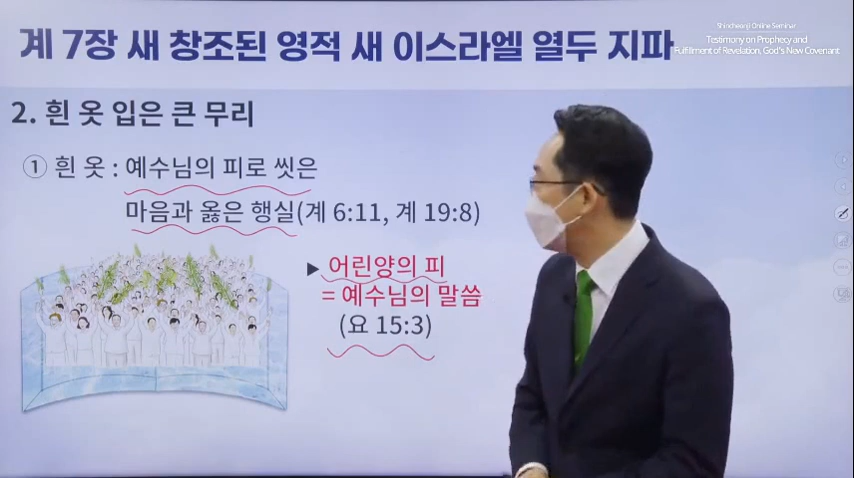 계 7장 새 창조된 영적 새 이스라엘 열두 지파
Shincheonji Online Seminar
Testimony on Prophecy and
Fulfillment of Revelation, God's New Covenant
2. 흰 옷 입은 큰 무리
① 흰 옷 : 예수님의 피로 씻은
마음과 옳은 행실(계 6:11, 계 19:8)
▶ 어린양의 피
= 예수님의 말씀
(요 15:3)